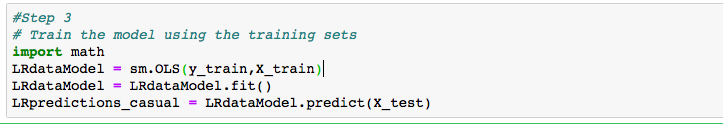 #Step 3
# Train the model using the training sets
import math
LRdataModel = sm.OLS(y_train,X_train)
LRdataModel = LRdataModel.fit()
LRpredictions_casual = LRdataModel.predict(X_test)